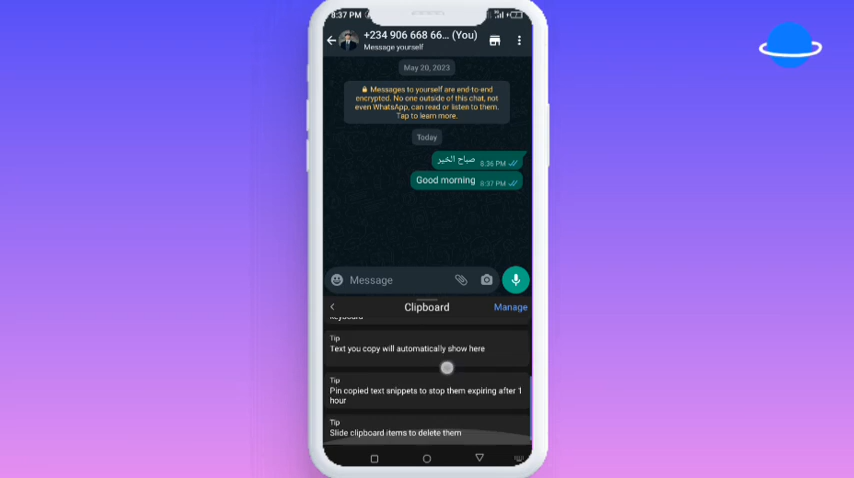 8:37 PM
+234 906 668 66... (You)
Message yourself
May 20, 2023
Messages to yourself are end-to-end
encrypted. No one outside of this chat, not
even WhatsApp, can read or listen to them.
Tap to learn more.
Today
صباح الخير 8:36 PM
Good morning 8:37 PM
Message
Clipboard Manage
keyboard
Tip
Text you copy will automatically show here
Tip
Pin copied text snippets to stop them expiring after 1
hour
Tip
Slide clipboard items to delete them